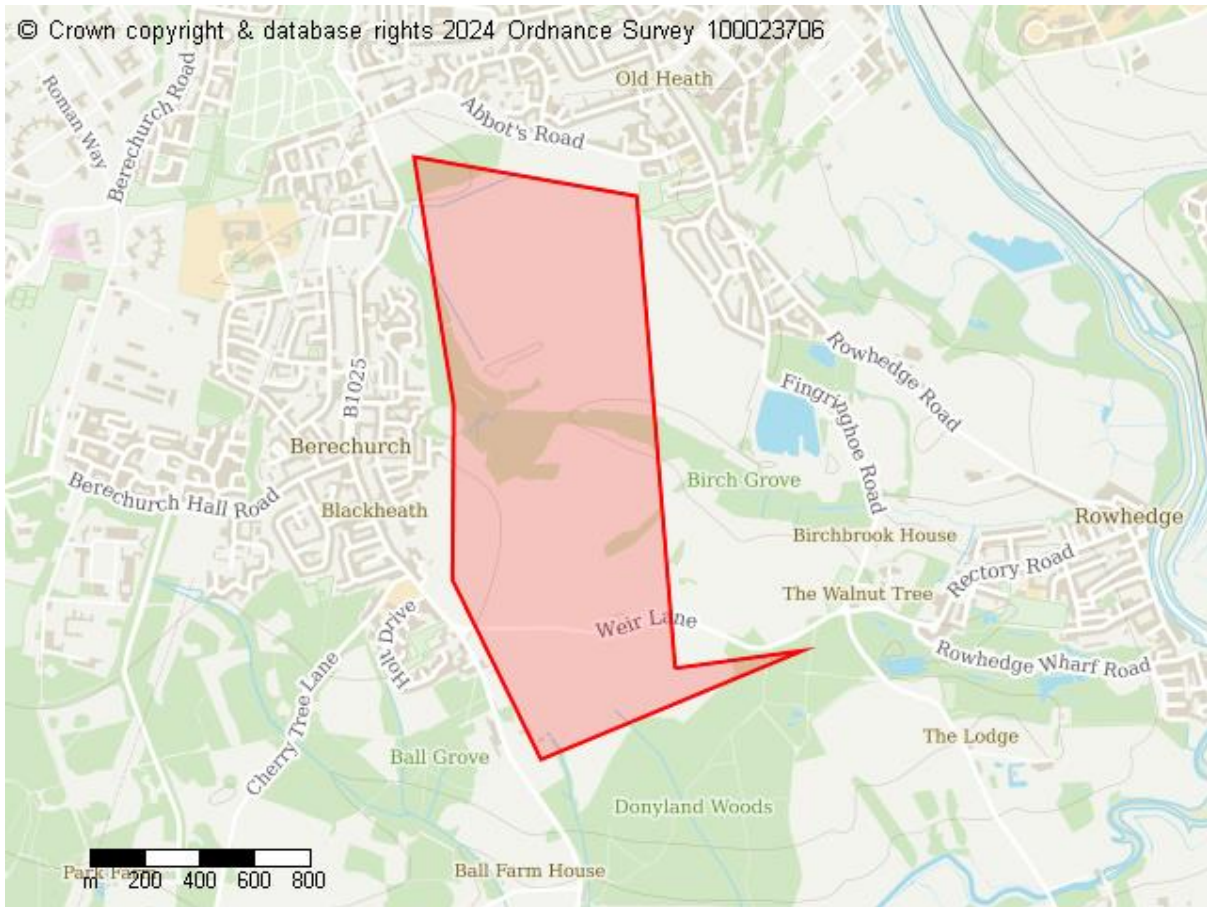 © Crown copyright & database rights 2024 Ordnance Survey 100023706
Old Heath
Roman Way
Berechurch Road
Abbot's Road
B1025
Rowhedge Road
Fingringhoe Road
Berechurch
Berechurch Hall Road
Birch Grove
Blackheath
Rowhedge
Birchbrook House
Rectory Road
The Walnut Tree
Weir Lane
Holt Drive
Cherry Tree Lane
Rowhedge Wharf Road
Ball Grove
The Lodge
Donyland Woods
Park Farm
Ball Farm House
m 200 400 600 800